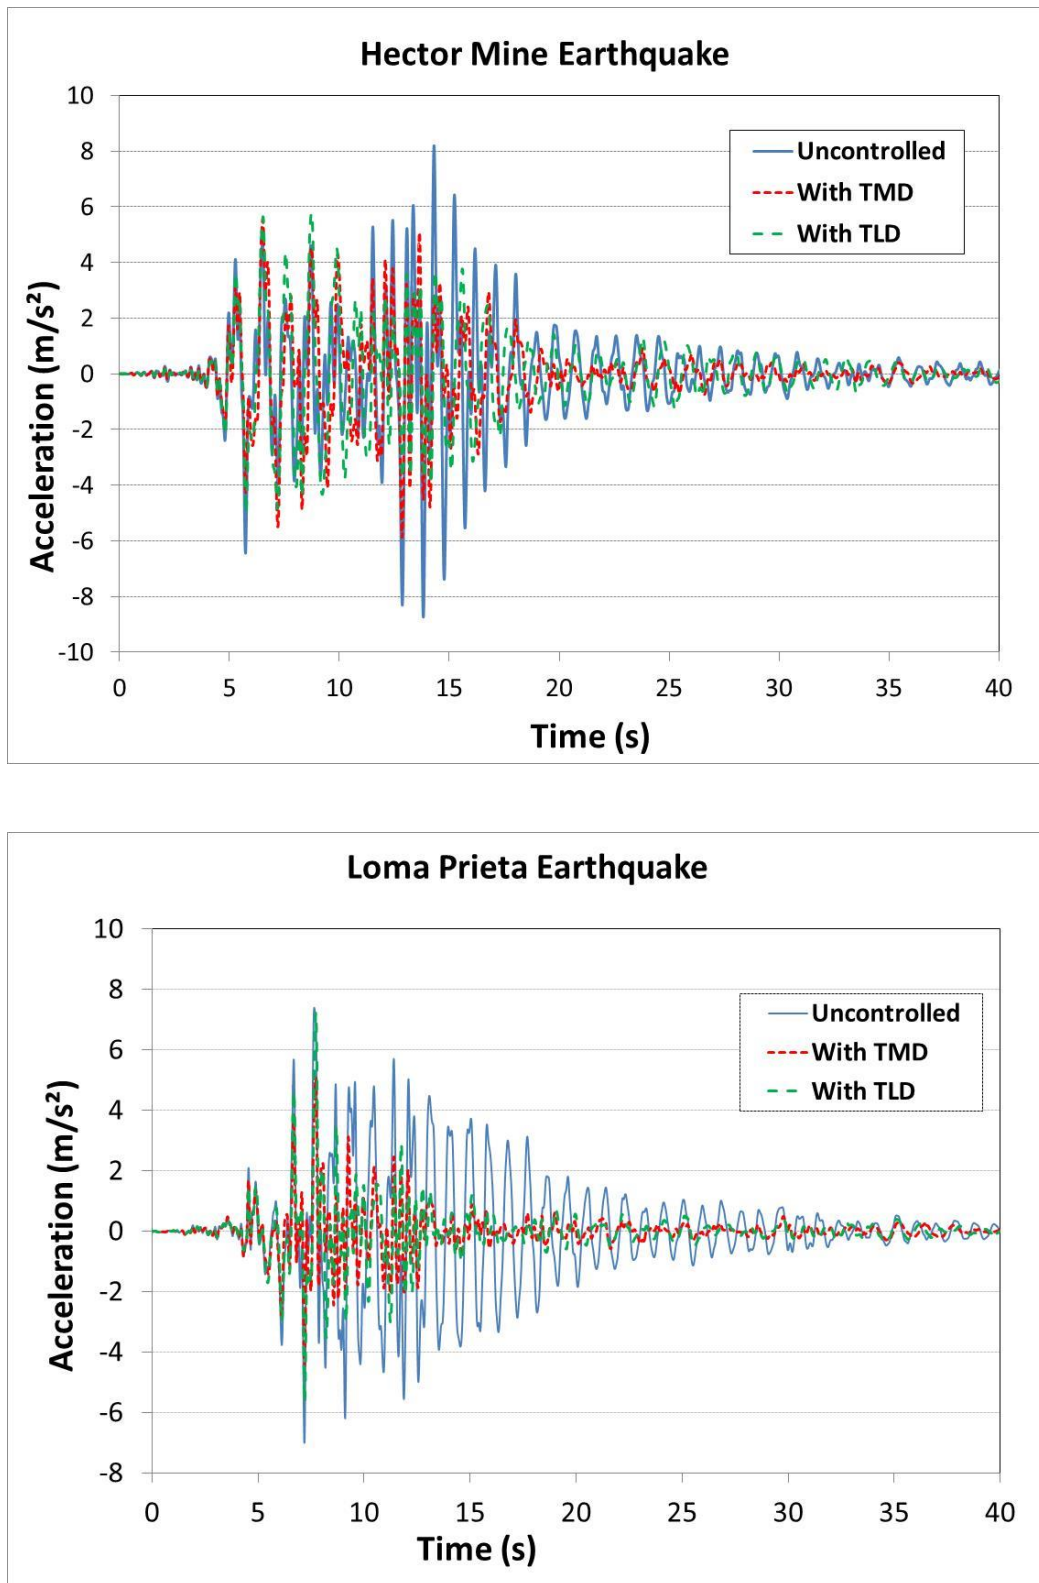 Hector Mine Earthquake
10
8
6
4
2
0
-2
-4
-6
-8
-10
Acceleration (m/s²)
Uncontrolled
With TMD
With TLD
0 5 10 15 20 25 30 35 40
Time (s)
Loma Prieta Earthquake
10
8
6
4
2
0
-2
-4
-6
-8
Acceleration (m/s²)
Uncontrolled
With TMD
With TLD
0 5 10 15 20 25 30 35 40
Time (s)